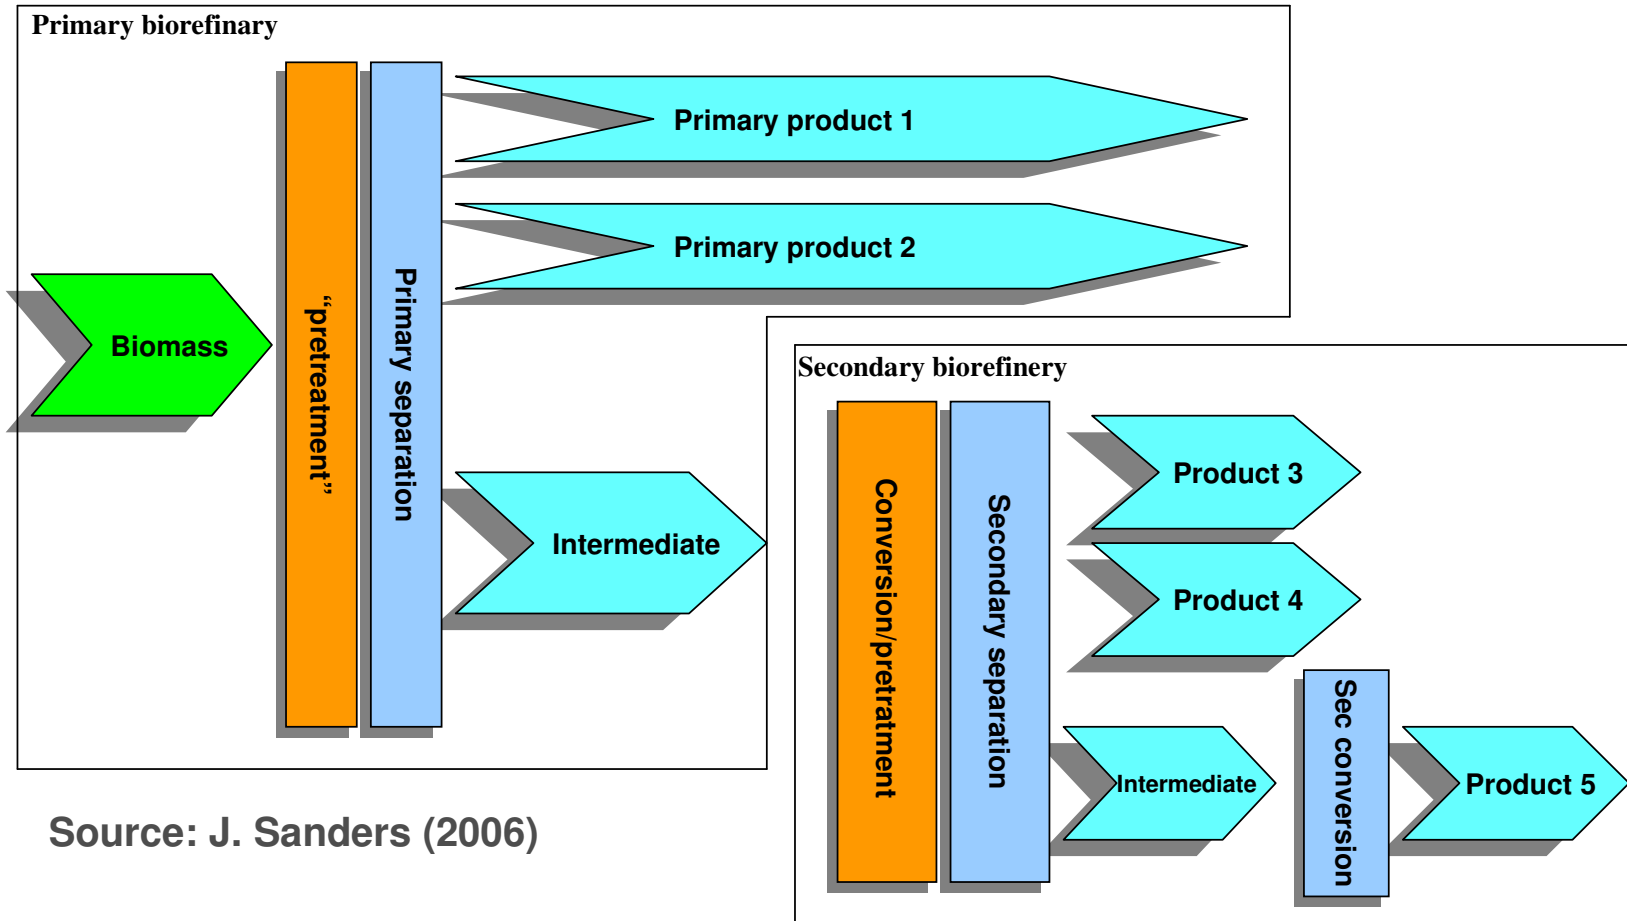 Primary biorefinary
Primary product 1
Primary product 2
Biomass
“pretreatment”
Primary separation
Intermediate
Secondary biorefinery
Conversion/pretratment
Secondary separation
Product 3
Product 4
Intermediate
Sec conversion
Product 5
Source: J. Sanders (2006)